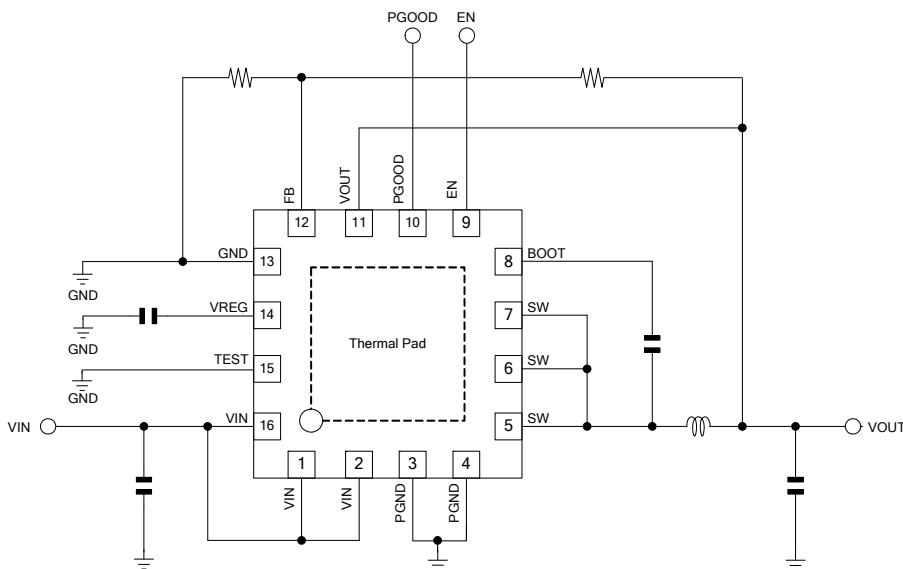 PGOOD EN
FB
VOUT
PGOOD
EN
12 11 10 9
GND 13
GND
8 BOOT
VREG 14
GND
7 SW
Thermal Pad
TEST 15
GND
6 SW
VIN
VIN 16
5 SW
VOUT
1 2 3 4
VIN
VIN
PGND
PGND